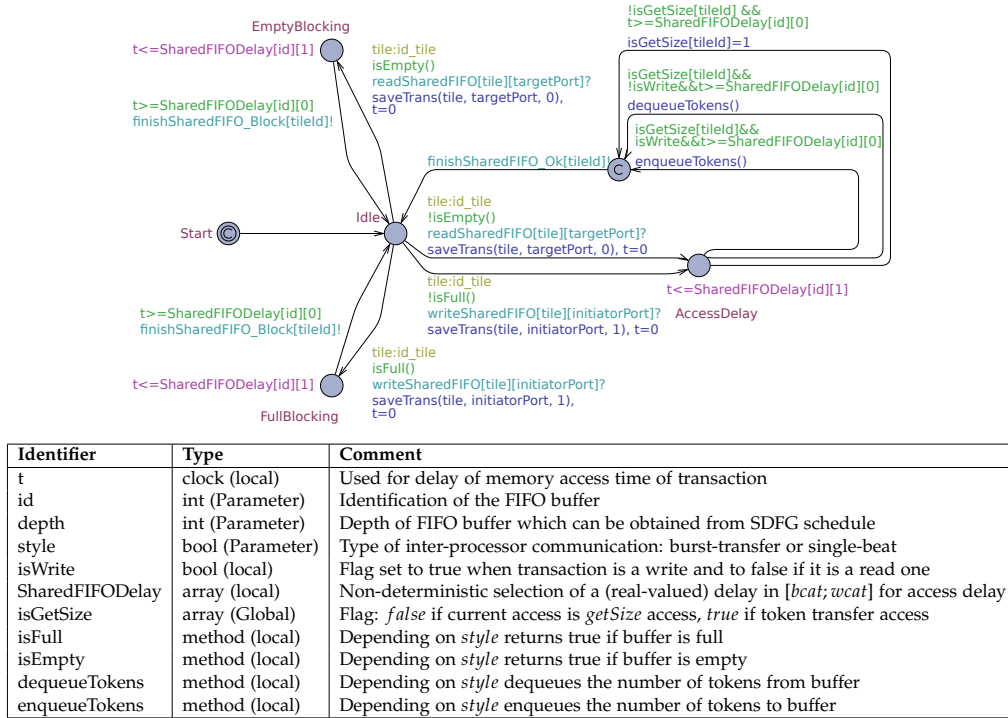 EmptyBlocking
t<=SharedFIFODelay[id][1]
tile:id_tile
isEmpty()
readSharedFIFO[tile][targetPort]?
saveTrans(tile, targetPort, 0),
t=0
t>=SharedFIFODelay[id][0]
finishSharedFIFO_Block[tileId]!
!isGetSize[tileId] &&
t>=SharedFIFODelay[id][0]
isGetSize[tileId]=1
isGetSize[tileId]&&
!isWrite&&t>=SharedFIFODelay[id][0]
dequeueTokens()
isGetSize[tileId]&&
isWrite&&t>=SharedFIFODelay[id][0]
enqueueTokens()
finishSharedFIFO_Ok[tileId]!
C
Start
C
Idle
tile:id_tile
!isEmpty()
readSharedFIFO[tile][targetPort]?
saveTrans(tile, targetPort, 0), t=0
tile:id_tile
!isFull()
writeSharedFIFO[tile][initiatorPort]?
saveTrans(tile, initiatorPort, 1), t=0
t<=SharedFIFODelay[id][1]
AccessDelay
t>=SharedFIFODelay[id][0]
finishSharedFIFO_Block[tileId]!
tile:id_tile
isFull()
writeSharedFIFO[tile][initiatorPort]?
saveTrans(tile, initiatorPort, 1),
t=0
t<=SharedFIFODelay[id][1]
FullBlocking
Identifier Type Comment
t clock (local) Used for delay of memory access time of transaction
id int (Parameter) Identification of the FIFO buffer
depth int (Parameter) Depth of FIFO buffer which can be obtained from SDFG schedule
style bool (Parameter) Type of inter-processor communication: burst-transfer or single-beat
isWrite bool (local) Flag set to true when transaction is a write and to false if it is a read one
SharedFIFODelay array (local) Non-deterministic selection of a (real-valued) delay in [bcat; wcat] for access delay
isGetSize array (Global) Flag: false if current access is getSize access, true if token transfer access
isFull method (local) Depending on style returns true if buffer is full
isEmpty method (local) Depending on style returns true if buffer is empty
dequeueTokens method (local) Depending on style dequeues the number of tokens from buffer
enqueueTokens method (local) Depending on style enqueues the number of tokens to buffer